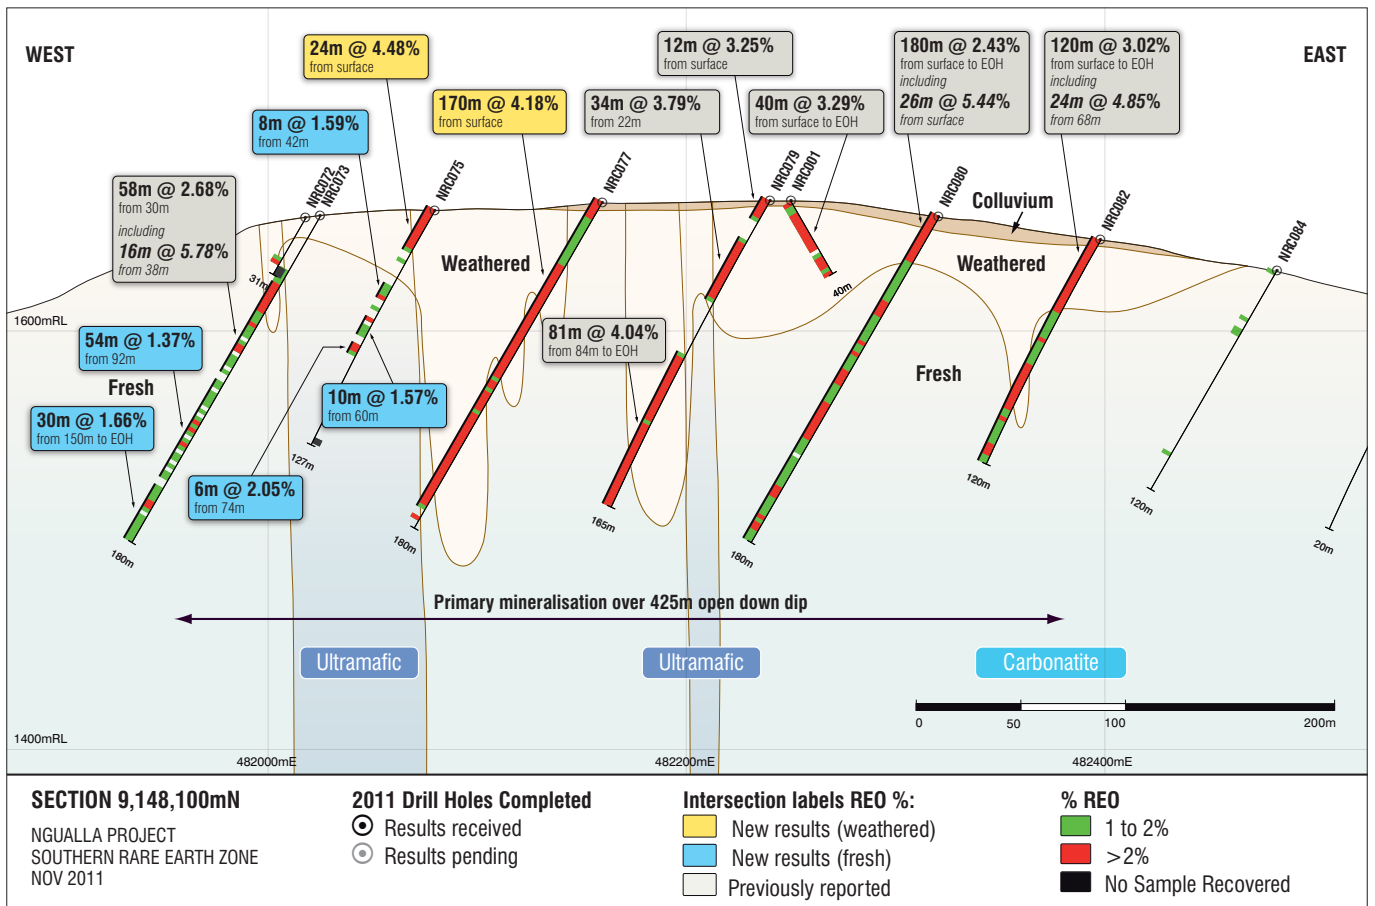 WEST
EAST
24m @ 4.48%
from surface
8m @ 1.59%
from 42m
170m @ 4.18%
from surface
12m @ 3.25%
from surface
34m @ 3.79%
from 22m
40m @ 3.29%
from surface to EOH
180m @ 2.43%
from surface to EOH
including
26m @ 5.44%
from surface
120m @ 3.02%
from surface to EOH
including
24m @ 4.85%
from 68m
58m @ 2.68%
from 30m
including
16m @ 5.78%
from 38m
NRC072
NRC073
NRC075
NRC077
NRC079
NRC001
NRC080
NRC082
NRC084
Colluvium
Weathered
Weathered
31m
40m
1600mRL
54m @ 1.37%
from 92m
81m @ 4.04%
from 84m to EOH
Fresh
Fresh
30m @ 1.66%
from 150m to EOH
10m @ 1.57%
from 60m
6m @ 2.05%
from 74m
127m
180m
180m
165m
180m
120m
120m
20m
Primary mineralisation over 425m open down dip
Ultramafic
Ultramafic
Carbonatite
0
50
100
200m
1400mRL
482000mE
482200mE
482400mE
SECTION 9,148,100mN
NGUALLA PROJECT
SOUTHERN RARE EARTH ZONE
NOV 2011
2011 Drill Holes Completed
Results received
Results pending
Intersection labels REO %:
New results (weathered)
New results (fresh)
Previously reported
% REO
1 to 2%
>2%
No Sample Recovered